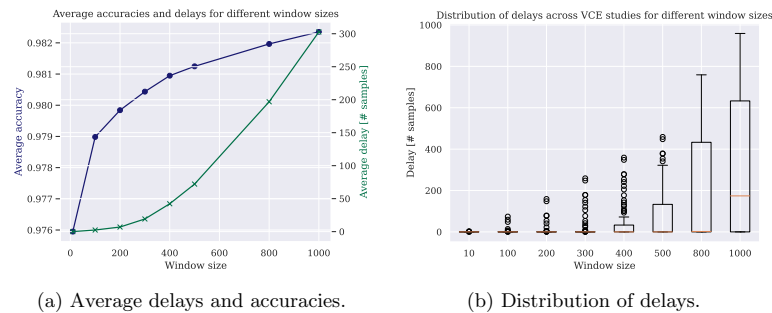 Average accuracies and delays for different window sizes
0.982
0.981
0.980
0.979
0.978
0.977
0.976
Average accuracy
300
250
200
150
100
50
0
Average delay [# samples]
0 200 400 600 800 1000
Window size
(a) Average delays and accuracies.
Distribution of delays across VCE studies for different window sizes
1000
800
600
400
200
0
Delay [# samples]
10 100 200 300 400 500 800 1000
Window size
(b) Distribution of delays.